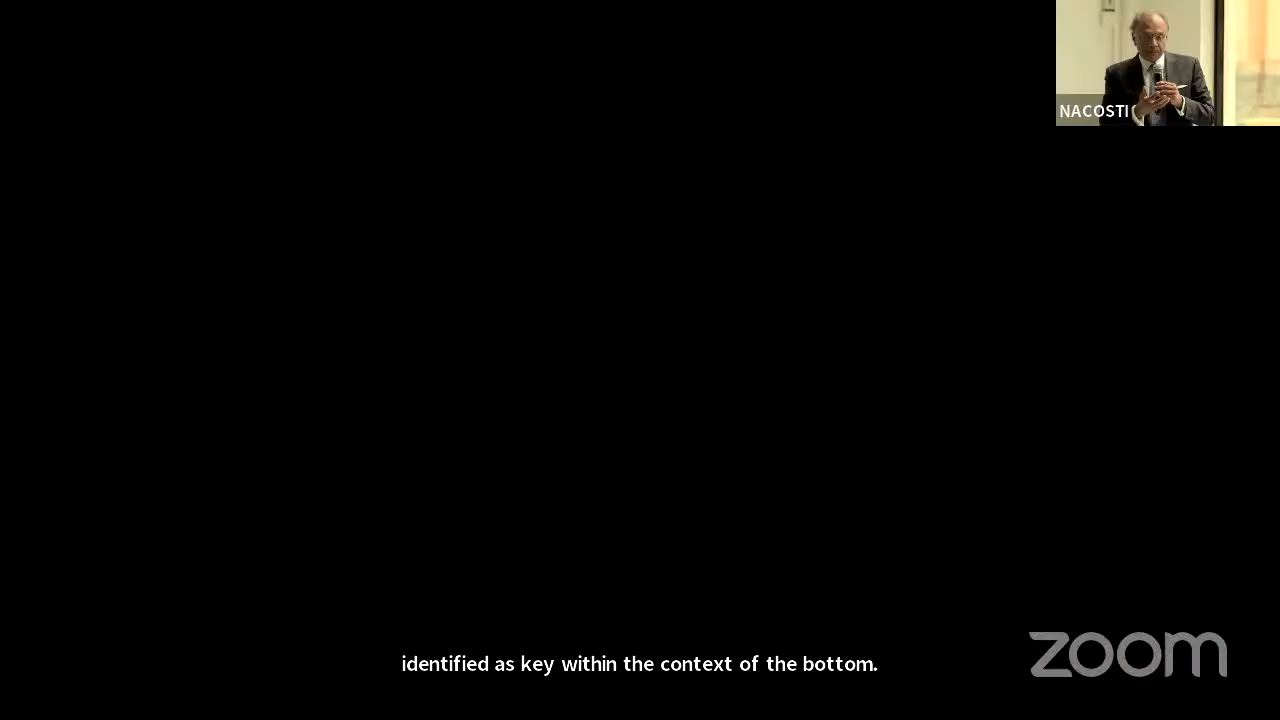 NACOSTI
identified as key within the context of the bottom.
zoom